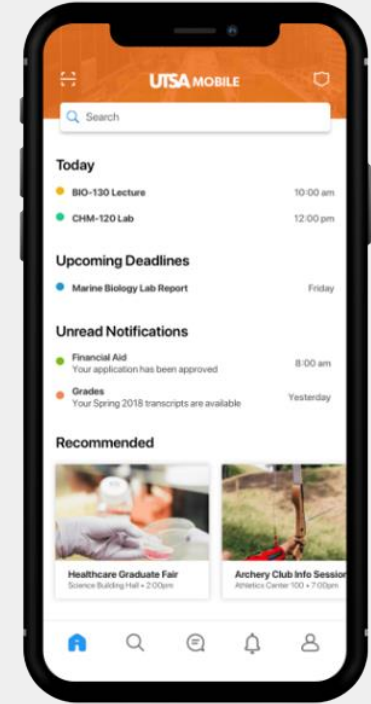 UTSA MOBILE
Search
Today
BIO-130 Lecture 10:00 am
CHM-120 Lab 12:00 pm
Upcoming Deadlines
Marine Biology Lab Report Friday
Unread Notifications
Financial Aid
Your application has been approved 8:00 am
Grades
Your Spring 2018 transcripts are available Yesterday
Recommended
Healthcare Graduate Fair
Science Building Hall • 2:00pm
Archery Club Info Session
Athletics Center 100 • 7:00pm